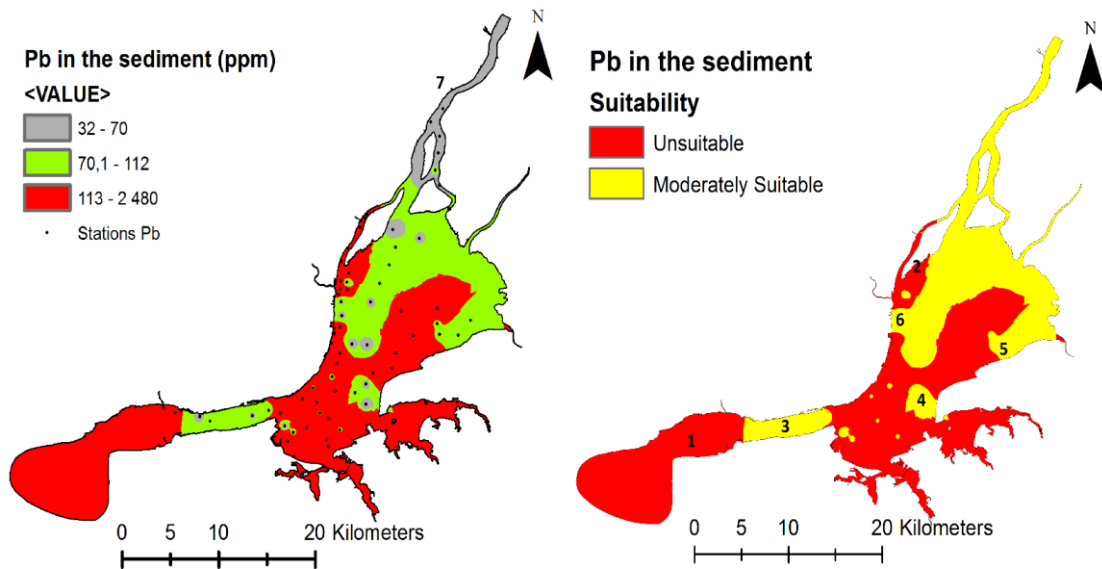 N
Pb in the sediment (ppm)
<VALUE>
32 - 70
70,1 - 112
113 - 2 480
Stations Pb
7
0 5 10 20 Kilometers
N
Pb in the sediment
Suitability
Unsuitable
Moderately Suitable
2
6
5
4
3
1
0 5 10 20 Kilometers